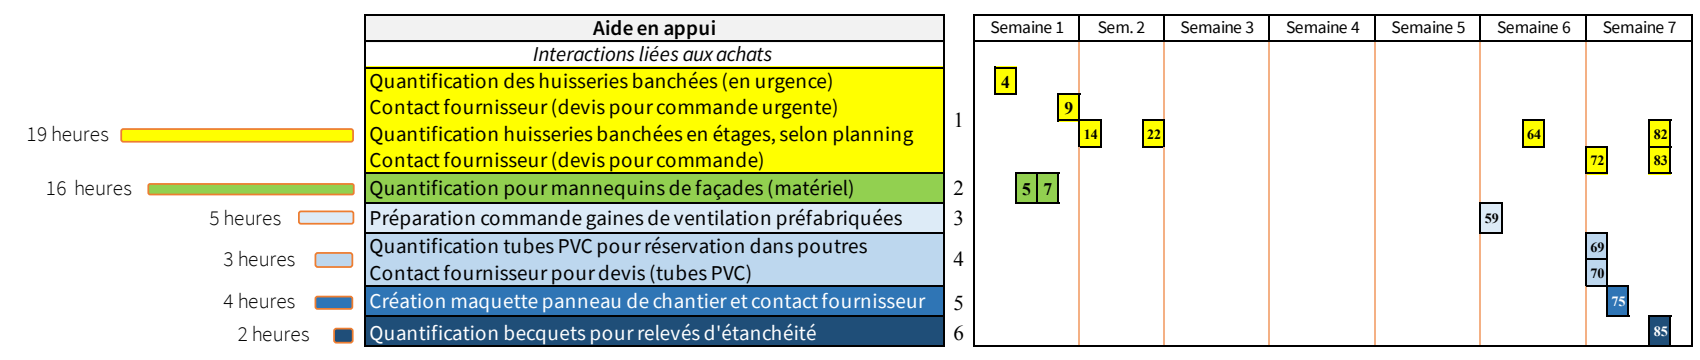 Aide en appui
Semaine 1 Sem. 2 Semaine 3 Semaine 4 Semaine 5 Semaine 6 Semaine 7
Interactions liées aux achats
Quantification des huisseries banchées (en urgence) 4
Contact fournisseur (devis pour commande urgente) 9
1
19 heures Quantification huisseries banchées en étages, selon planning 14 22 64 82
Contact fournisseur (devis pour commande) 72 83
16 heures Quantification pour mannequins de façades (matériel) 2 5 7
5 heures Préparation commande gaines de ventilation préfabriquées 3 59
Quantification tubes PVC pour réservation dans poutres 69
3 heures 4
Contact fournisseur pour devis (tubes PVC) 70
4 heures Création maquette panneau de chantier et contact fournisseur 5 75
2 heures Quantification becquets pour relevés d'étanchéité 6 85